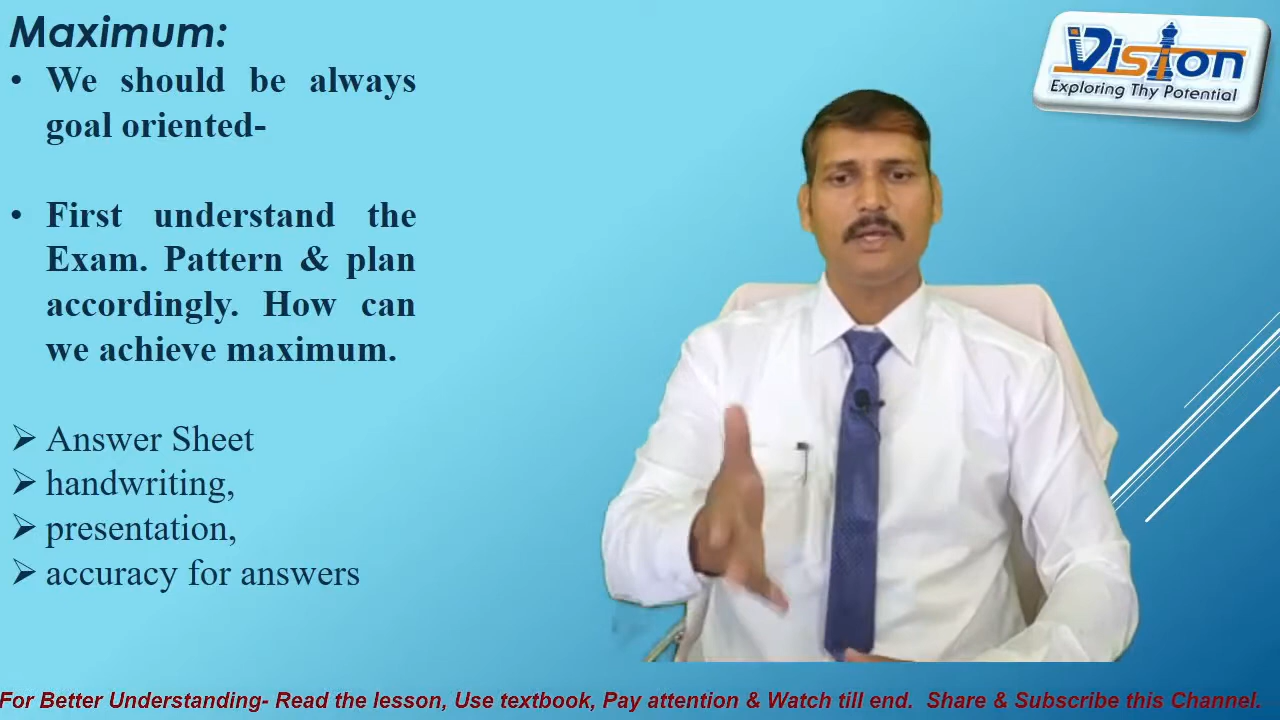 Maximum:
• We should be always
goal oriented-
• First understand the
Exam. Pattern & plan
accordingly. How can
we achieve maximum.
➢ Answer Sheet
➢ handwriting,
➢ presentation,
➢ accuracy for answers
Vision
Exploring Thy Potential
For Better Understanding- Read the lesson, Use textbook, Pay attention & Watch till end. Share & Subscribe this Channel.